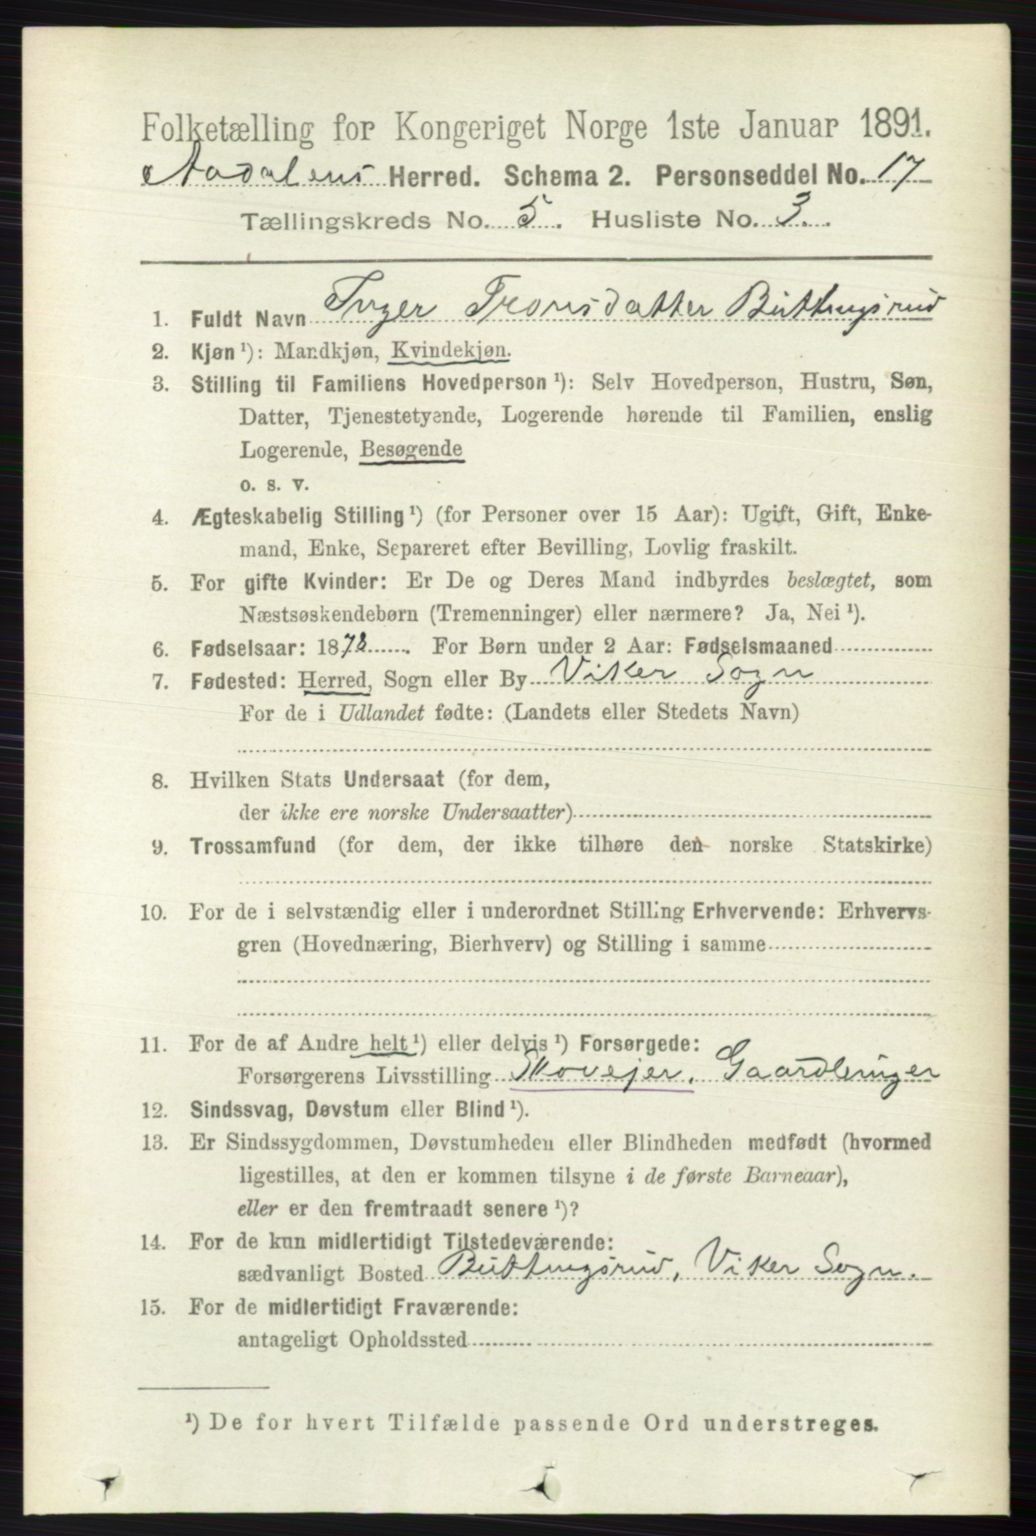 Folketælling for Kongeriget Norge 1ste Januar 1891.
Aadalens Herred. Schema 2. Personseddel No. 17
Tællingskreds No. 5. Husliste No. 3.
1. Fuldt Navn Inger Tronsdatter Buttingsrud
2. Kjøn ¹): Mandkjøn, Kvindekjøn.
3. Stilling til Familiens Hovedperson ¹): Selv Hovedperson, Hustru, Søn,
Datter, Tjenestetyende, Logerende hørende til Familien, enslig
Logerende, Besøgende
o. s. v.
4. Ægteskabelig Stilling ¹) (for Personer over 15 Aar): Ugift, Gift, Enke-
mand, Enke, Separeret efter Bevilling, Lovlig fraskilt.
5. For gifte Kvinder: Er De og Deres Mand indbyrdes beslægtet, som
Næstsøskendebørn (Tremenninger) eller nærmere? Ja, Nei ¹).
6. Fødselsaar: 1878. For Børn under 2 Aar: Fødselsmaaned
7. Fødested: Herred, Sogn eller By Viker Sogn
For de i Udlandet fødte: (Landets eller Stedets Navn)
8. Hvilken Stats Undersaat (for dem,
der ikke ere norske Undersaatter)
9. Trossamfund (for dem, der ikke tilhøre den norske Statskirke)
10. For de i selvstændig eller i underordnet Stilling Erhvervende: Erhvervs-
gren (Hovednæring, Bierhverv) og Stilling i samme
11. For de af Andre helt ¹) eller delvis ¹) Forsørgede:
Forsørgerens Livsstilling Skovejer, Gaardbruger
12. Sindssvag, Døvstum eller Blind ¹).
13. Er Sindssygdommen, Døvstumheden eller Blindheden medfødt (hvormed
ligestilles, at den er kommen tilsyne i de første Barneaar),
eller er den fremtraadt senere ¹)?
14. For de kun midlertidigt Tilstedeværende:
sædvanligt Bosted Buttingsrud, Viker Sogn.
15. For de midlertidigt Fraværende:
antageligt Opholdssted
¹) De for hvert Tilfælde passende Ord understreges.